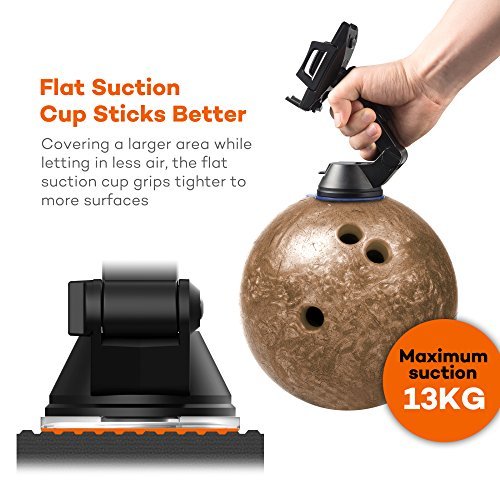 Flat Suction
Cup Sticks Better
Covering a larger area while
letting in less air, the flat
suction cup grips tighter to
more surfaces
Maximum
suction
13KG